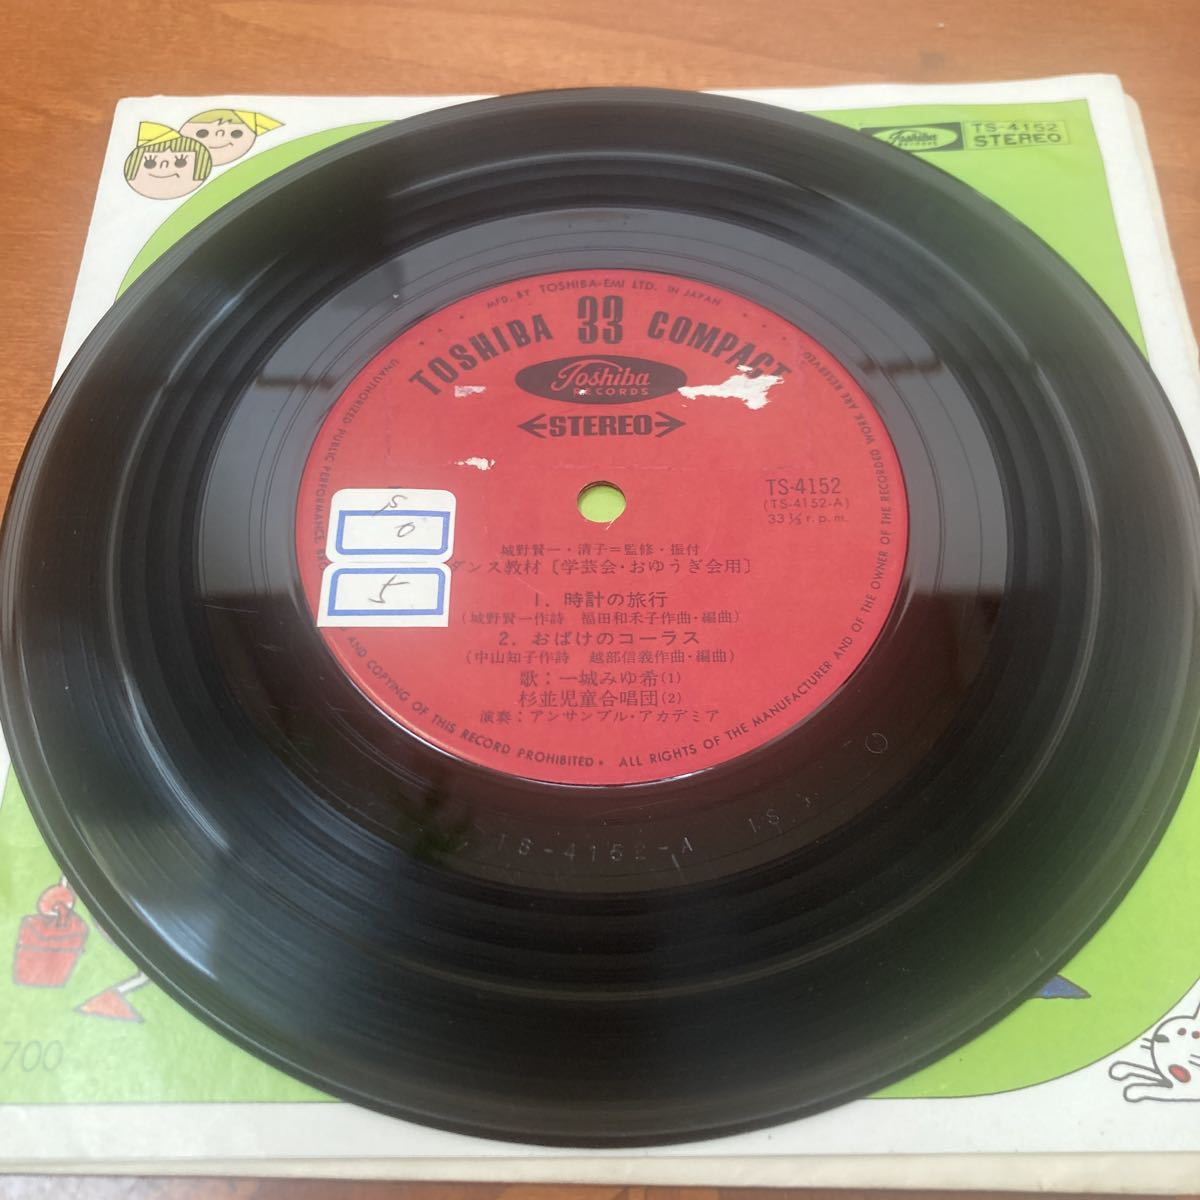 Toshiba
RECORDS
TS-4152
STEREO
MFD. BY TOSHIBA-EMI LTD. IN JAPAN
TOSHIBA 33 COMPACT
Toshiba
RECORDS
STEREO
TS-4152
(TS-4152-A)
33⅓ r.p.m.
城野賢一・清子=監修・振付
ダンス教材〔学芸会・おゆうぎ会用〕
1. 時計の旅行
(城野賢一作詩 福田和禾子作曲・編曲)
2. おばけのコーラス
(中山知子作詩 越部信義作曲・編曲)
歌:一城みゆ希(1)
杉並児童合唱団(2)
演奏:アンサンブル・アカデミア
UNAUTHORIZED PUBLIC PERFORMANCE AND COPYING OF THIS RECORD PROHIBITED. ALL RIGHTS OF THE MANUFACTURER AND OF THE OWNER OF THE RECORDED WORK ARE RESERVED
5
TS-4152-A
1S
700